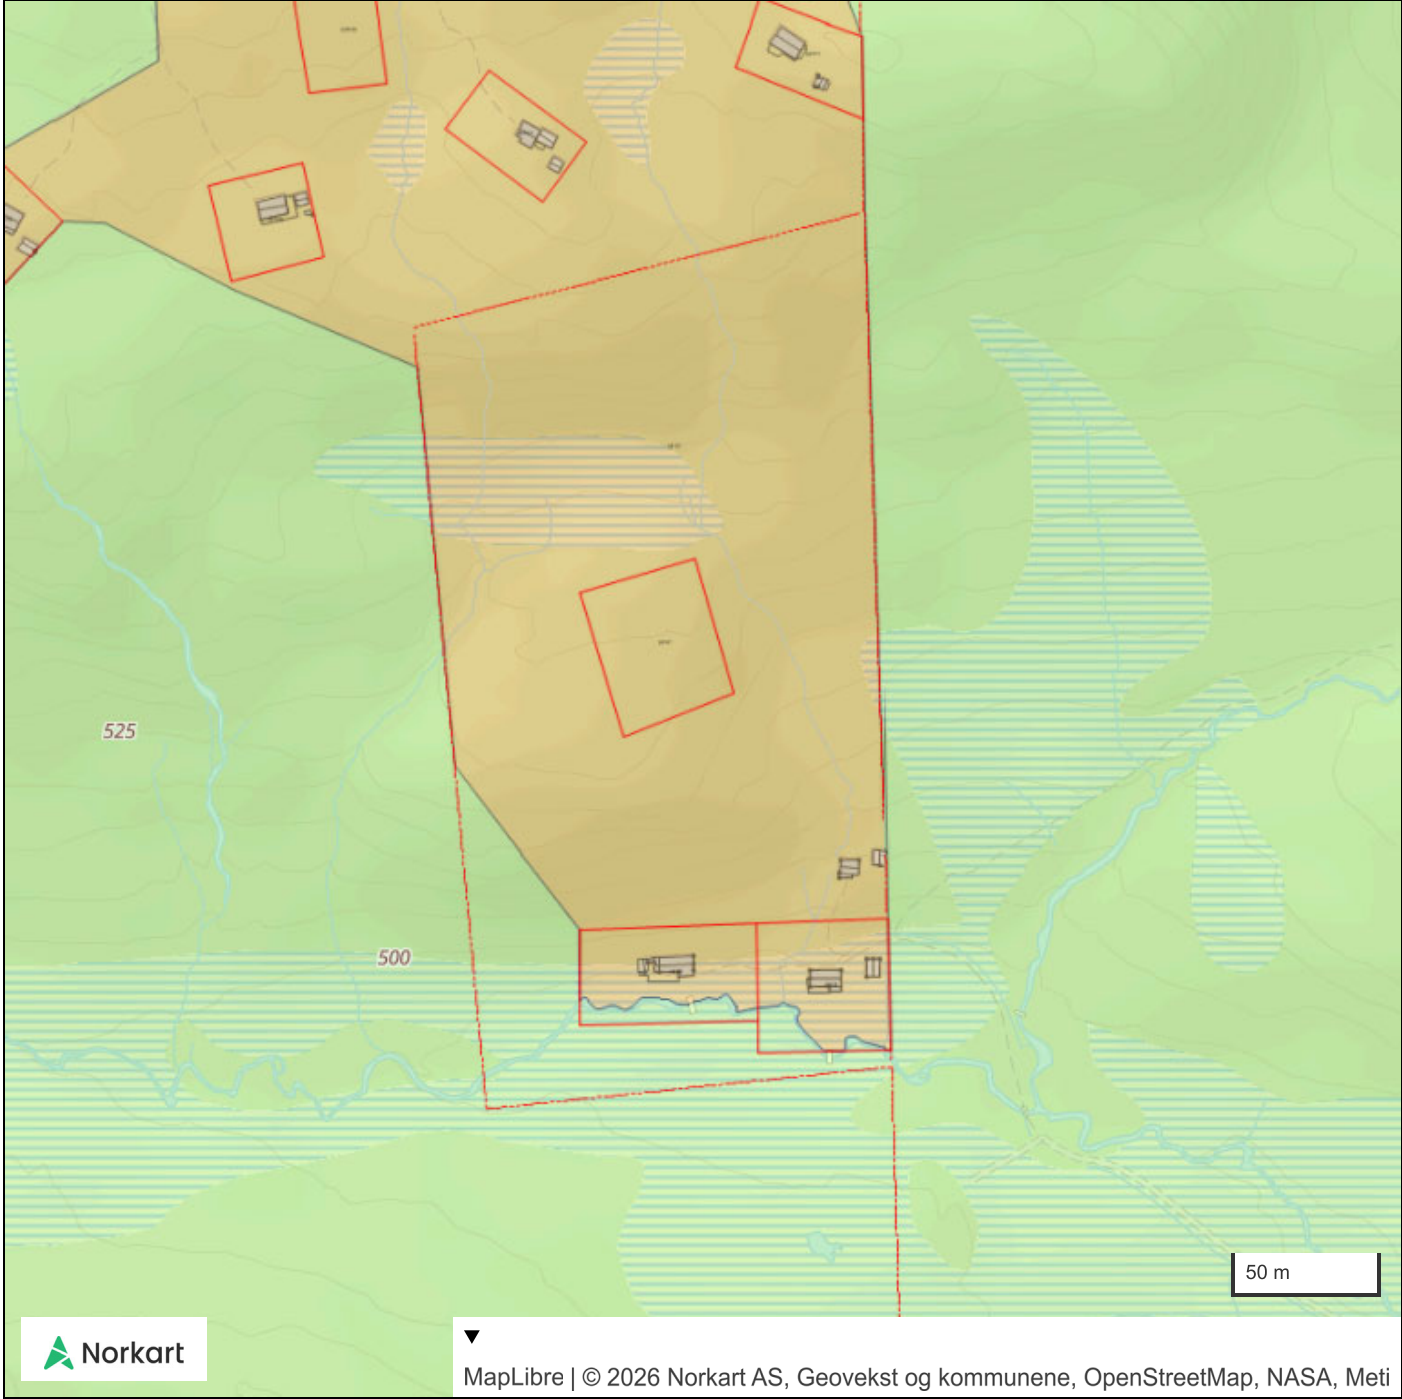 525
500
50 m
Norkart
▼
MapLibre | © 2026 Norkart AS, Geovekst og kommunene, OpenStreetMap, NASA, Meti